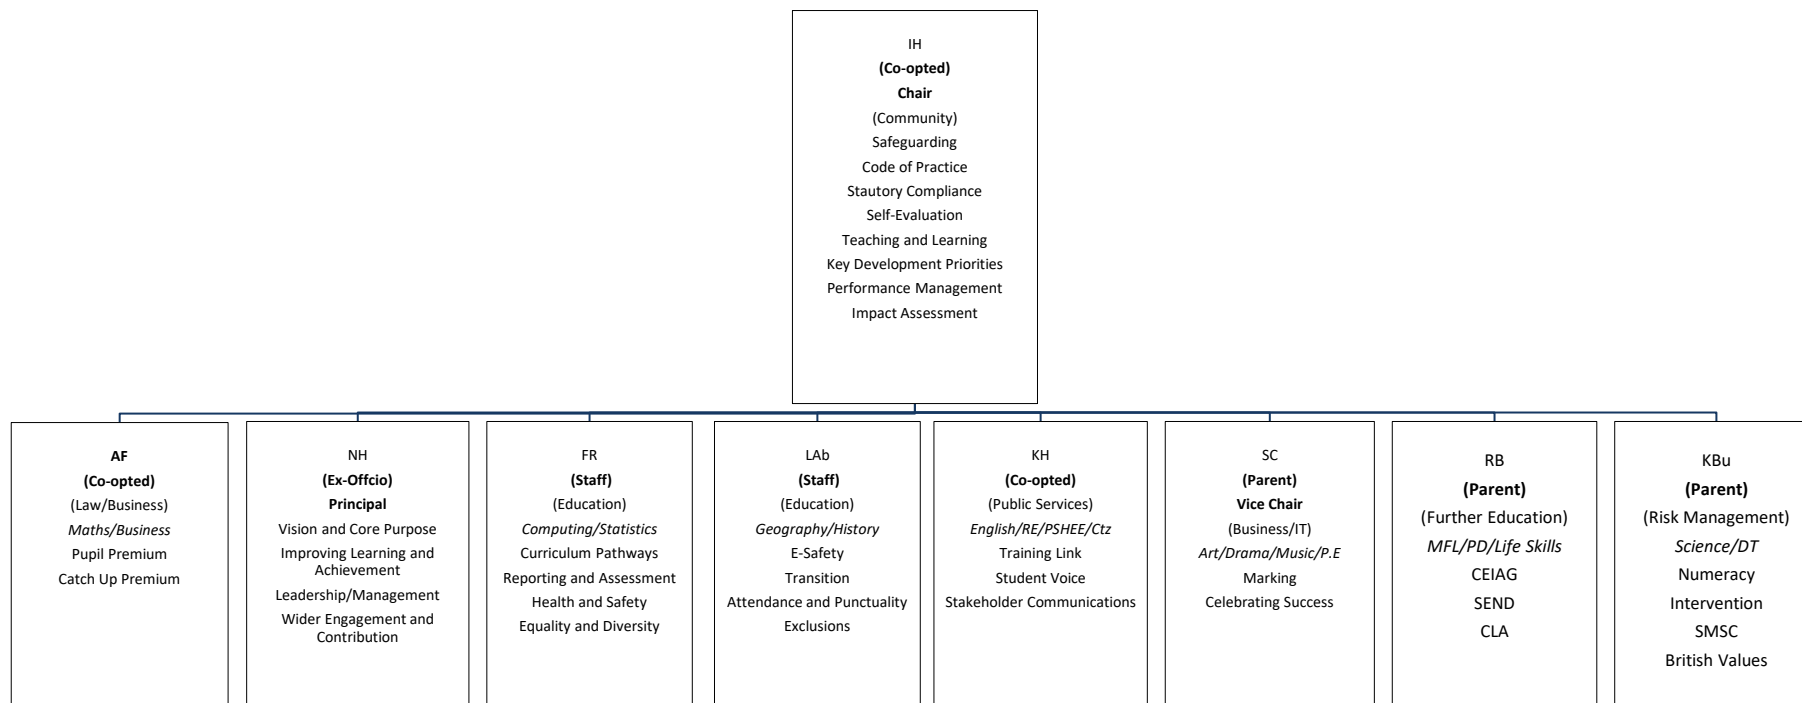 IH
(Co-opted)
Chair
(Community)
Safeguarding
Code of Practice
Stautory Compliance
Self-Evaluation
Teaching and Learning
Key Development Priorities
Performance Management
Impact Assessment
AF
(Co-opted)
(Law/Business)
Maths/Business
Pupil Premium
Catch Up Premium
NH
(Ex-Offcio)
Principal
Vision and Core Purpose
Improving Learning and
Achievement
Leadership/Management
Wider Engagement and
Contribution
FR
(Staff)
(Education)
Computing/Statistics
Curriculum Pathways
Reporting and Assessment
Health and Safety
Equality and Diversity
LAb
(Staff)
(Education)
Geography/History
E-Safety
Transition
Attendance and Punctuality
Exclusions
KH
(Co-opted)
(Public Services)
English/RE/PSHEE/Ctz
Training Link
Student Voice
Stakeholder Communications
SC
(Parent)
Vice Chair
(Business/IT)
Art/Drama/Music/P.E
Marking
Celebrating Success
RB
(Parent)
(Further Education)
MFL/PD/Life Skills
CEIAG
SEND
CLA
KBu
(Parent)
(Risk Management)
Science/DT
Numeracy
Intervention
SMSC
British Values